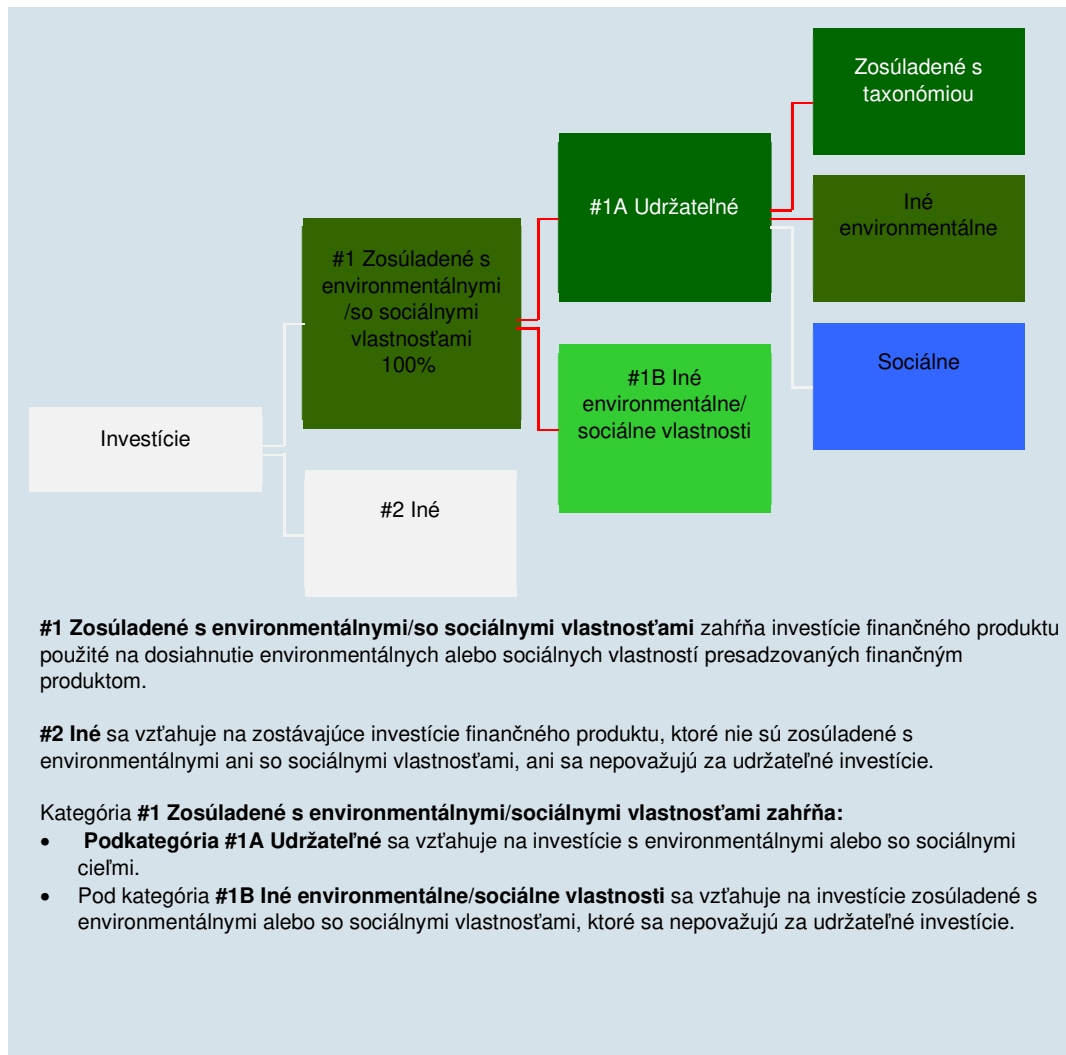 Zosúladené s
taxonómiou
#1A Udržateľné
Iné
environmentálne
#1 Zosúladené s
environmentálnymi
/so sociálnymi
vlastnosťami
100%
Sociálne
#1B Iné
environmentálne/
sociálne vlastnosti
Investície
#2 Iné
#1 Zosúladené s environmentálnymi/so sociálnymi vlastnosťami zahŕňa investície finančného produktu
použité na dosiahnutie environmentálnych alebo sociálnych vlastností presadzovaných finančným
produktom.
#2 Iné sa vzťahuje na zostávajúce investície finančného produktu, ktoré nie sú zosúladené s
environmentálnymi ani so sociálnymi vlastnosťami, ani sa nepovažujú za udržateľné investície.
Kategória #1 Zosúladené s environmentálnymi/sociálnymi vlastnosťami zahŕňa:
• Podkategória #1A Udržateľné sa vzťahuje na investície s environmentálnymi alebo so sociálnymi
cieľmi.
• Pod kategória #1B Iné environmentálne/sociálne vlastnosti sa vzťahuje na investície zosúladené s
environmentálnymi alebo so sociálnymi vlastnosťami, ktoré sa nepovažujú za udržateľné investície.